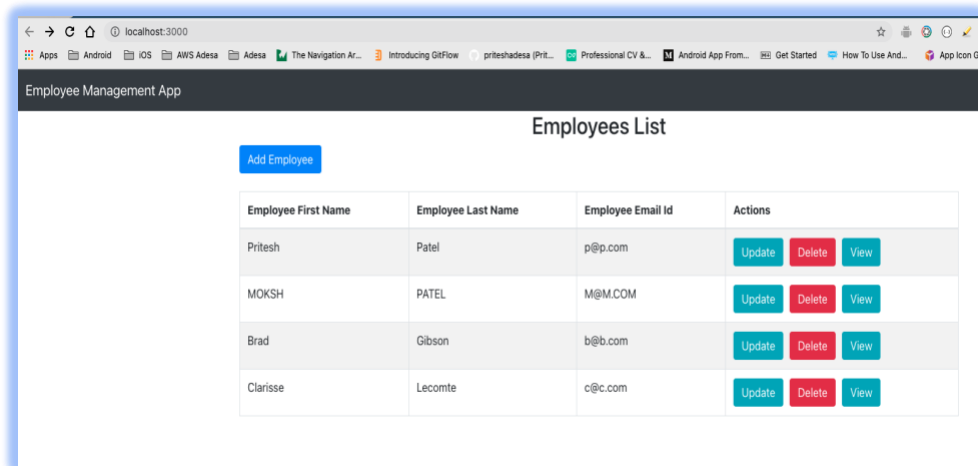 localhost:3000
Apps Android iOS AWS Adesa Adesa The Navigation Ar... Introducing GitFlow priteshadesa (Prit... Professional CV &... Android App From... Get Started How To Use And... App Icon G
Employee Management App
Employees List
Add Employee
Employee First Name Employee Last Name Employee Email Id Actions
Pritesh Patel p@p.com Update Delete View
MOKSH PATEL M@M.COM Update Delete View
Brad Gibson b@b.com Update Delete View
Clarisse Lecomte c@c.com Update Delete View